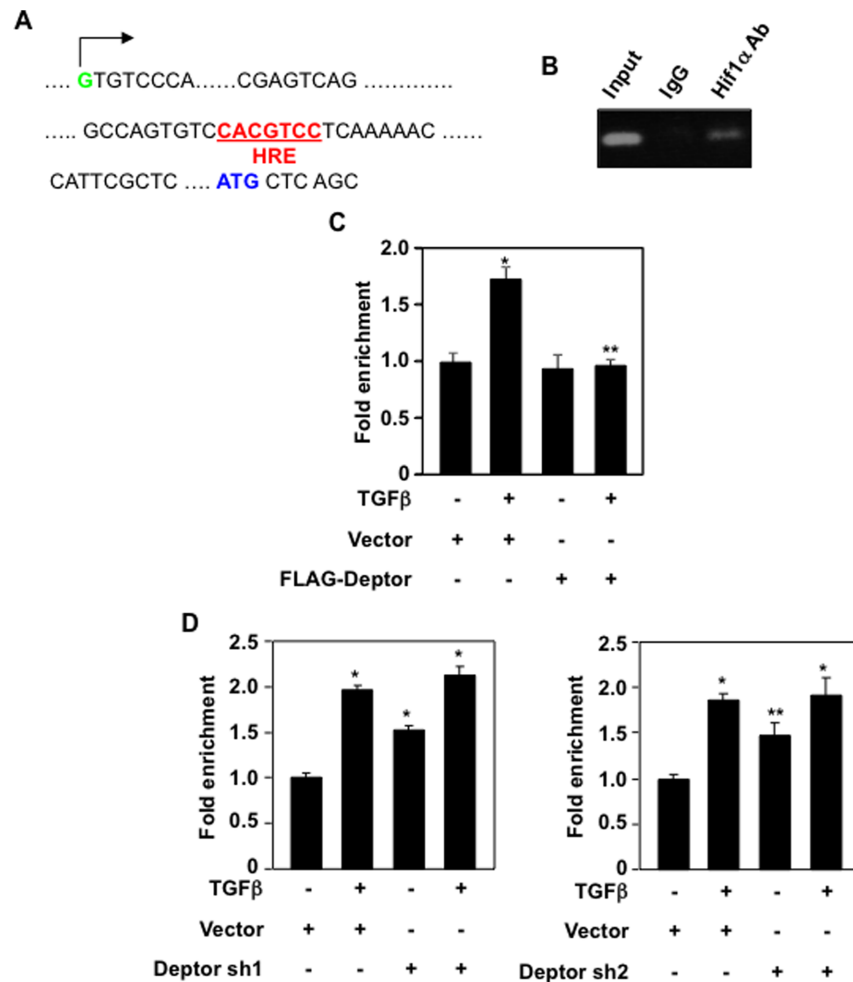 A
.... GTGTCCCA......CGAGTCAG .............
..... GCCAGTGTCCACGTCCTCAAAAAC ......
HRE
CATTCGCTC .... ATG CTC AGC
B
Input IgG Hif1α Ab
C
Fold enrichment
2.0
1.5
1.0
0.5
0
* **
TGFβ - + - +
Vector + + - -
FLAG-Deptor - - + +
D
Fold enrichment
2.5
2.0
1.5
1.0
0.5
0
* * *
TGFβ - + - +
Vector + + - -
Deptor sh1 - - + +
Fold enrichment
2.5
2.0
1.5
1.0
0.5
0
* ** *
TGFβ - + - +
Vector + + - -
Deptor sh2 - - + +